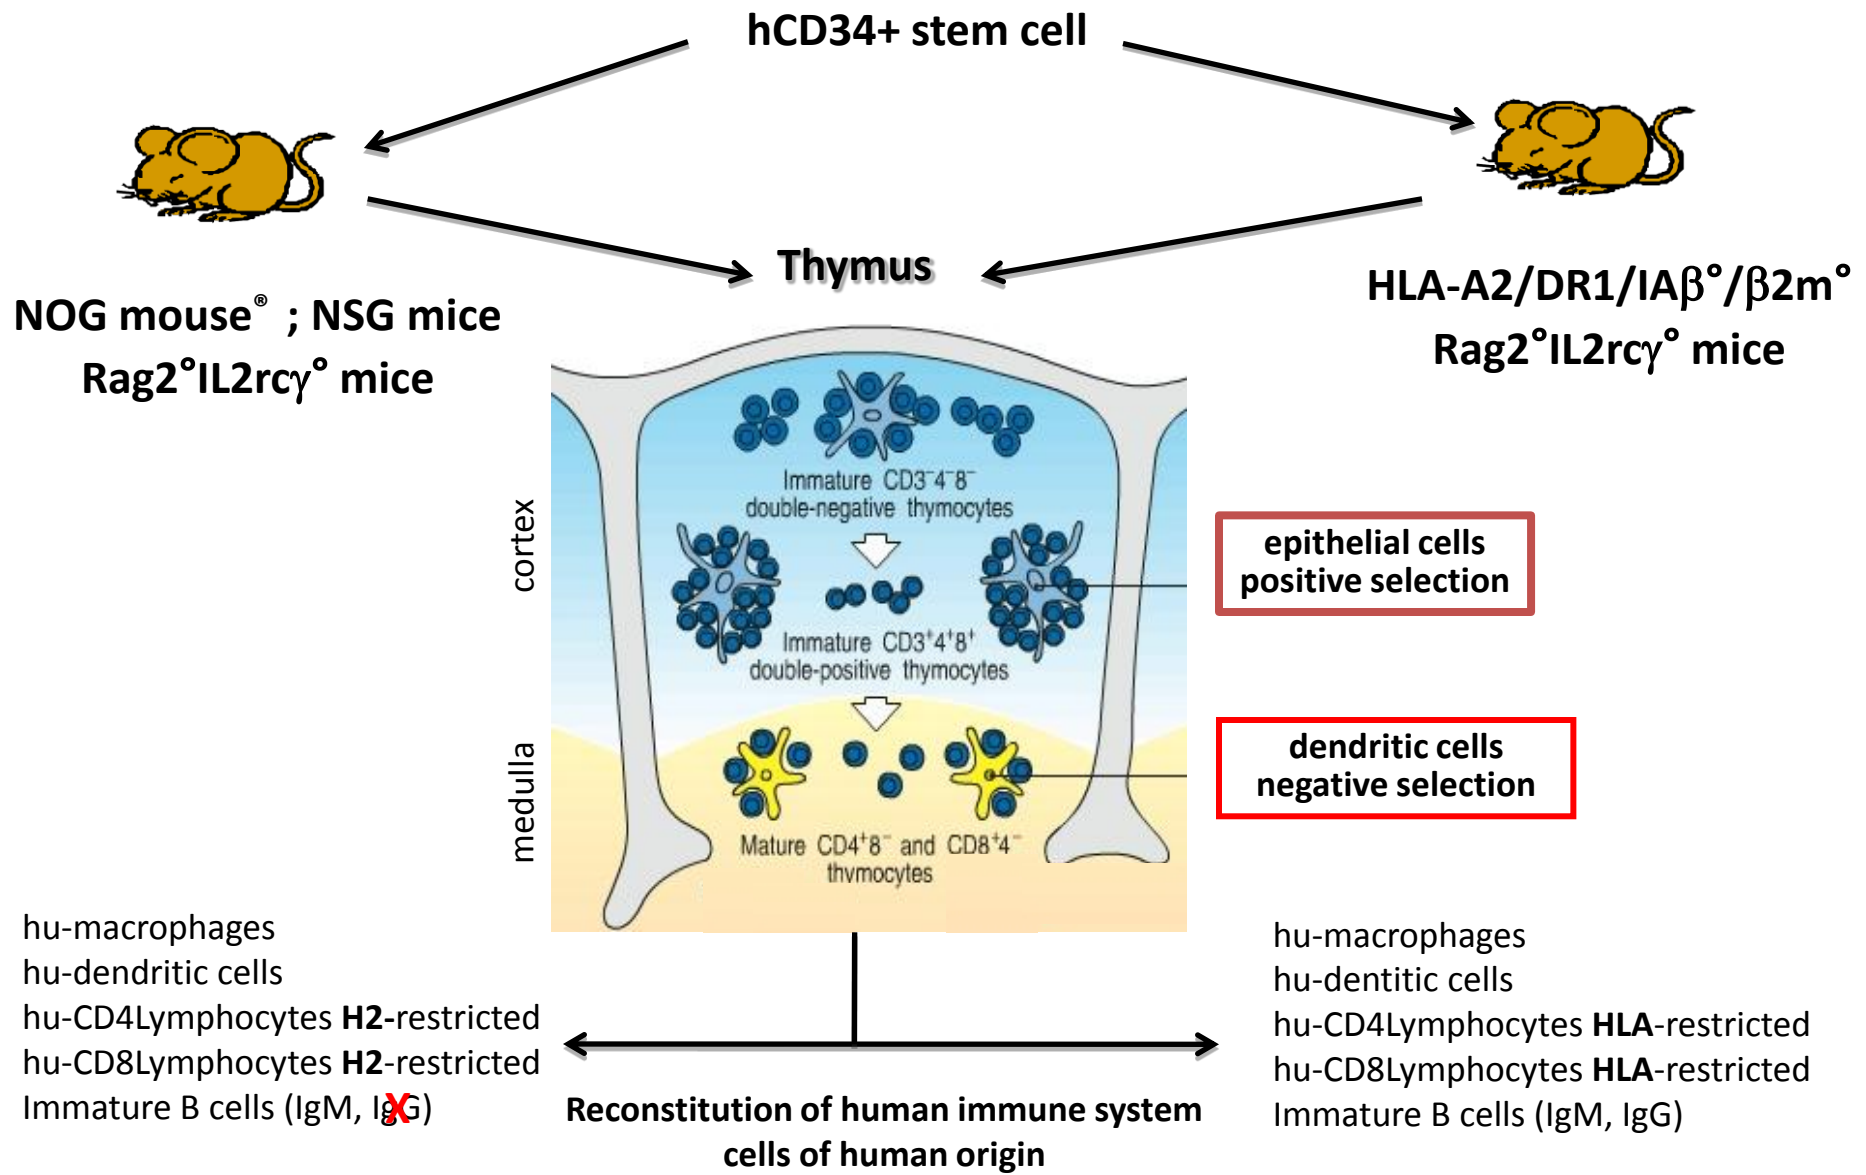 hCD34+ stem cell
NOG mouse® ; NSG mice
Rag2°IL2rcγ° mice
Thymus
HLA-A2/DR1/IAβ°/β2m°
Rag2°IL2rcγ° mice
cortex
medulla
Immature CD3⁻4⁻8⁻
double-negative thymocytes
Immature CD3⁺4⁺8⁺
double-positive thymocytes
Mature CD4⁺8⁻ and CD8⁺4⁻
thymocytes
epithelial cells
positive selection
dendritic cells
negative selection
hu-macrophages
hu-dendritic cells
hu-CD4Lymphocytes H2-restricted
hu-CD8Lymphocytes H2-restricted
Immature B cells (IgM, IgG)
X
Reconstitution of human immune system
cells of human origin
hu-macrophages
hu-dentitic cells
hu-CD4Lymphocytes HLA-restricted
hu-CD8Lymphocytes HLA-restricted
Immature B cells (IgM, IgG)